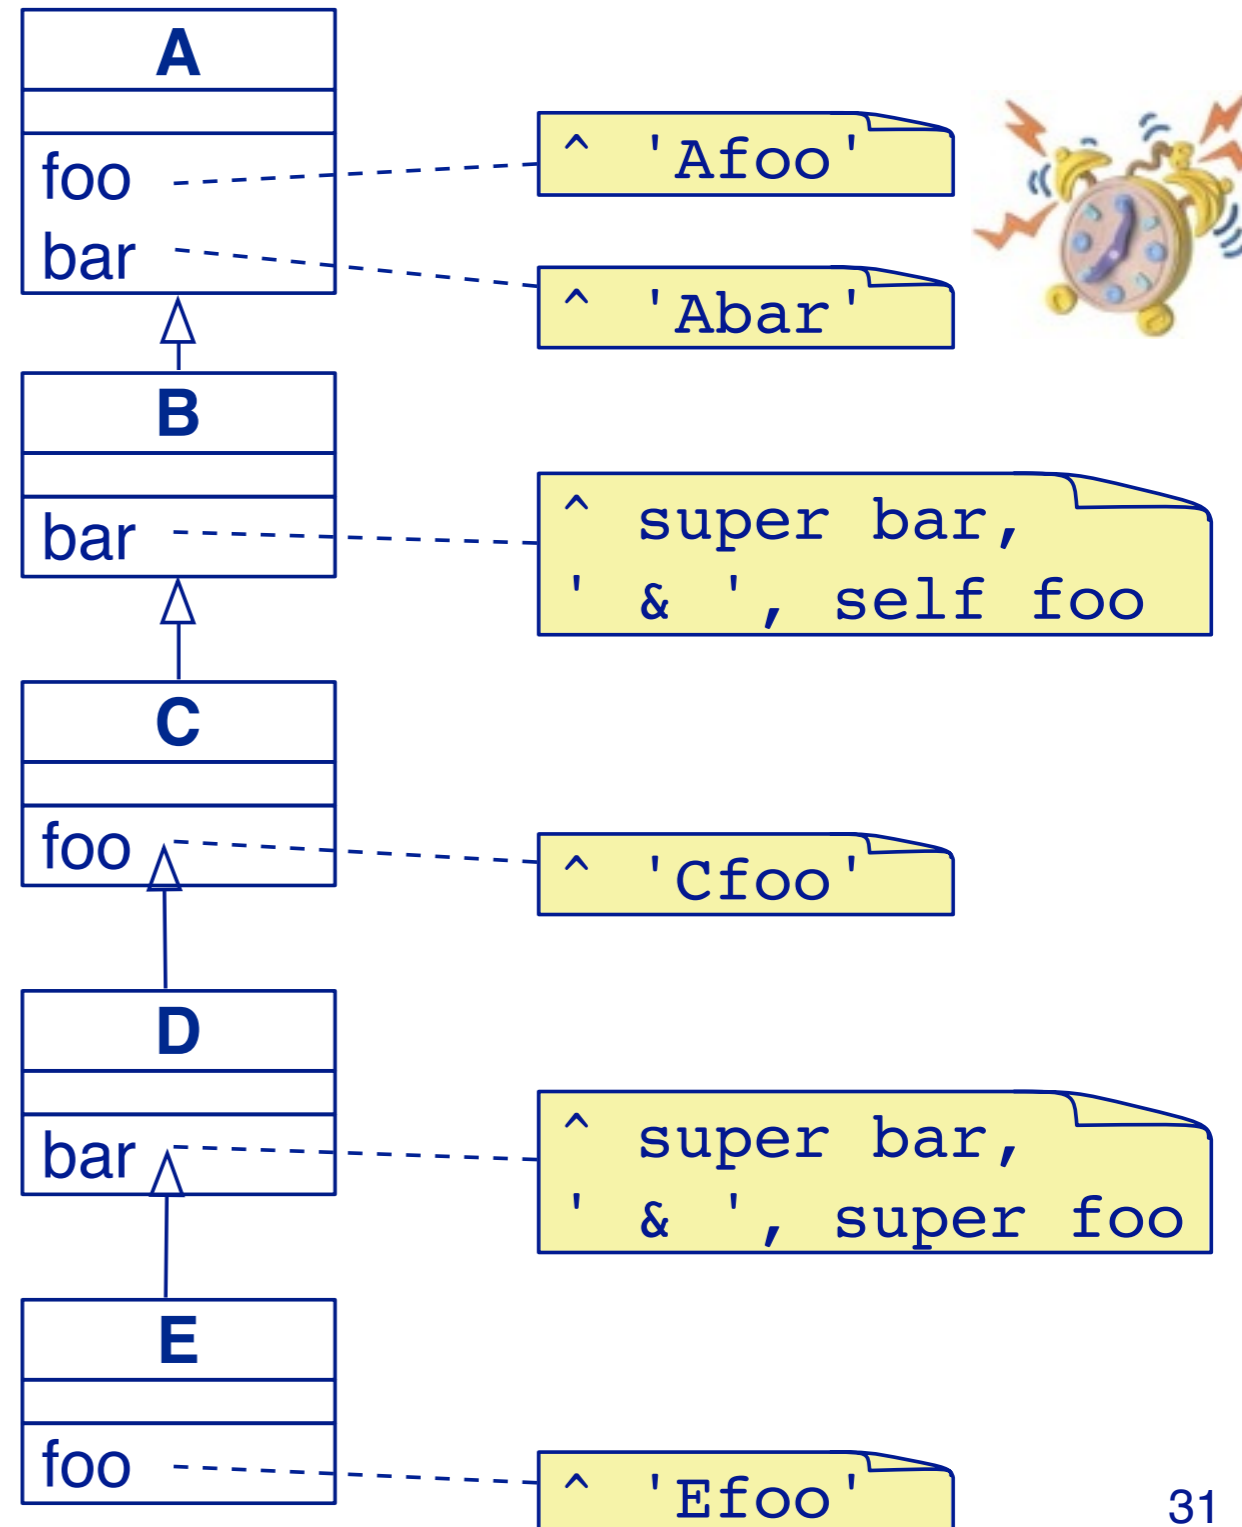 A
foo
^ 'Afoo'
bar
^ 'Abar'
B
bar
^ super bar,
' & ', self foo
C
foo
^ 'Cfoo'
D
bar
^ super bar,
' & ', super foo
E
foo
^ 'Efoo'
31